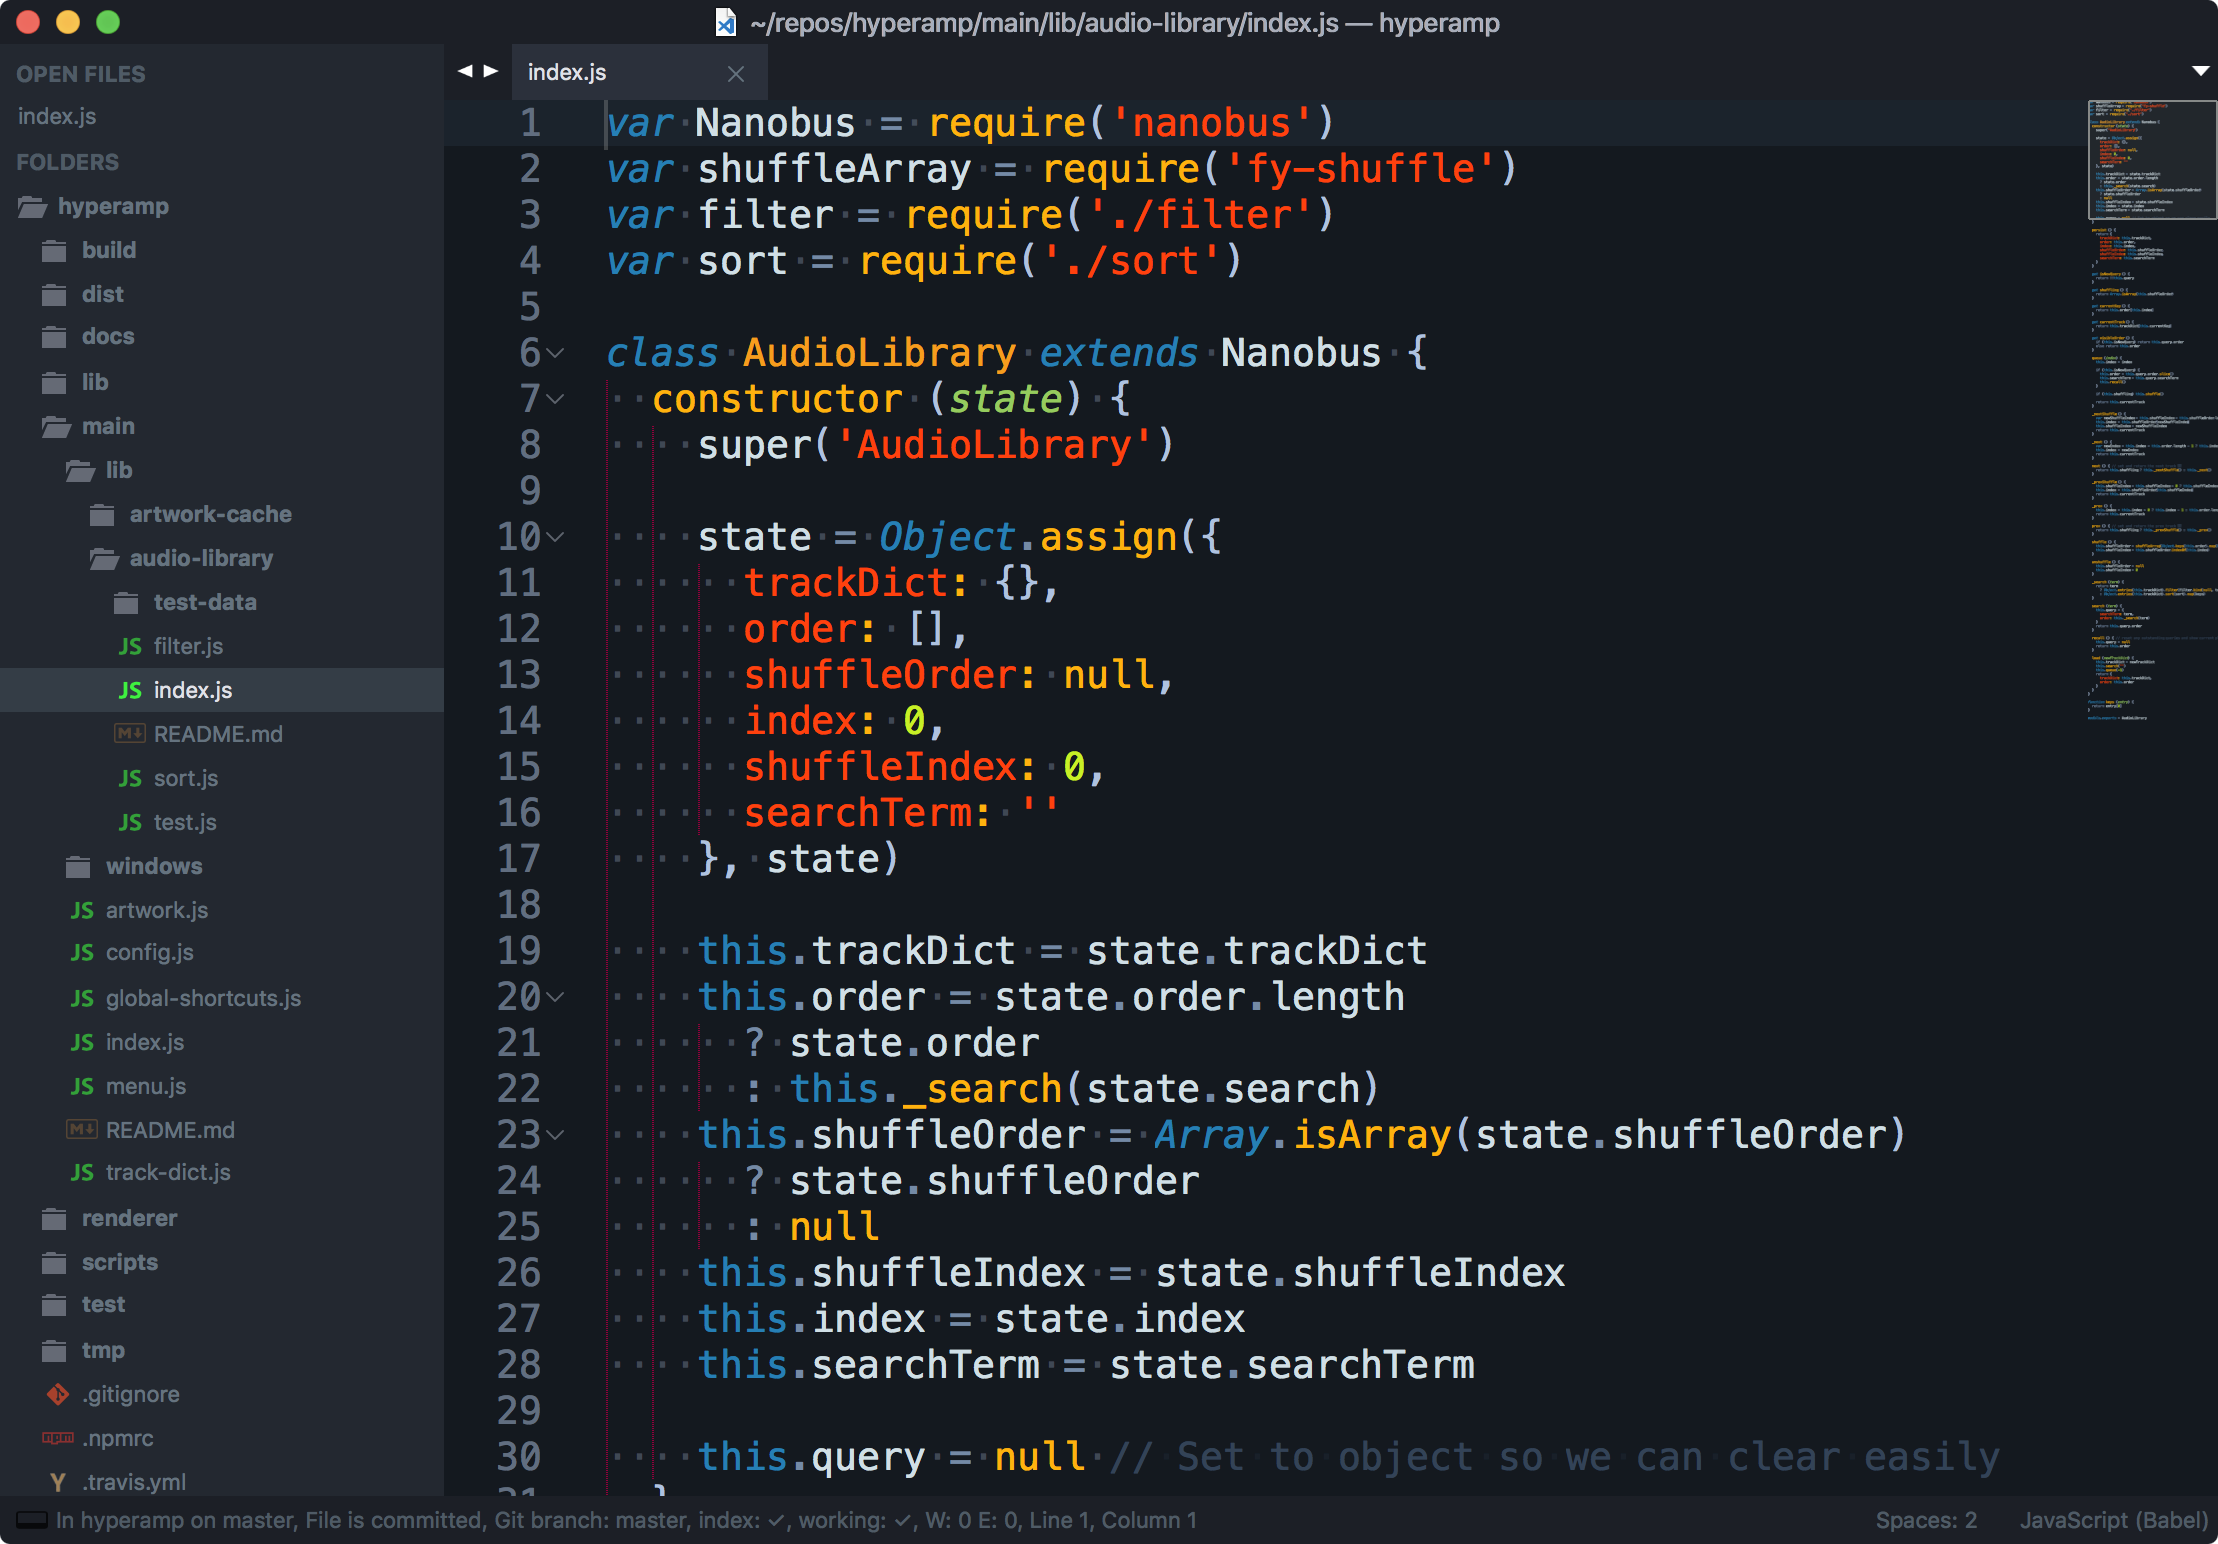 ~/repos/hyperamp/main/lib/audio-library/index.js — hyperamp
OPEN FILES
index.js
FOLDERS
hyperamp
build
dist
docs
lib
main
lib
artwork-cache
audio-library
test-data
JS filter.js
JS index.js
M README.md
JS sort.js
JS test.js
windows
JS artwork.js
JS config.js
JS global-shortcuts.js
JS index.js
JS menu.js
M README.md
JS track-dict.js
renderer
scripts
test
tmp
.gitignore
npm .npmrc
Y .travis.yml
index.js
1 var Nanobus = require('nanobus')
2 var shuffleArray = require('fy-shuffle')
3 var filter = require('./filter')
4 var sort = require('./sort')
5
6 class AudioLibrary extends Nanobus {
7   constructor (state) {
8     super('AudioLibrary')
9
10     state = Object.assign({
11       trackDict: {},
12       order: [],
13       shuffleOrder: null,
14       index: 0,
15       shuffleIndex: 0,
16       searchTerm: ''
17     }, state)
18
19     this.trackDict = state.trackDict
20     this.order = state.order.length
21       ? state.order
22       : this._search(state.search)
23     this.shuffleOrder = Array.isArray(state.shuffleOrder)
24       ? state.shuffleOrder
25       : null
26     this.shuffleIndex = state.shuffleIndex
27     this.index = state.index
28     this.searchTerm = state.searchTerm
29
30     this.query = null // Set to object so we can clear easily
31   }
In hyperamp on master, File is committed, Git branch: master, index: ✓, working: ✓, W: 0 E: 0, Line 1, Column 1
Spaces: 2
JavaScript (Babel)